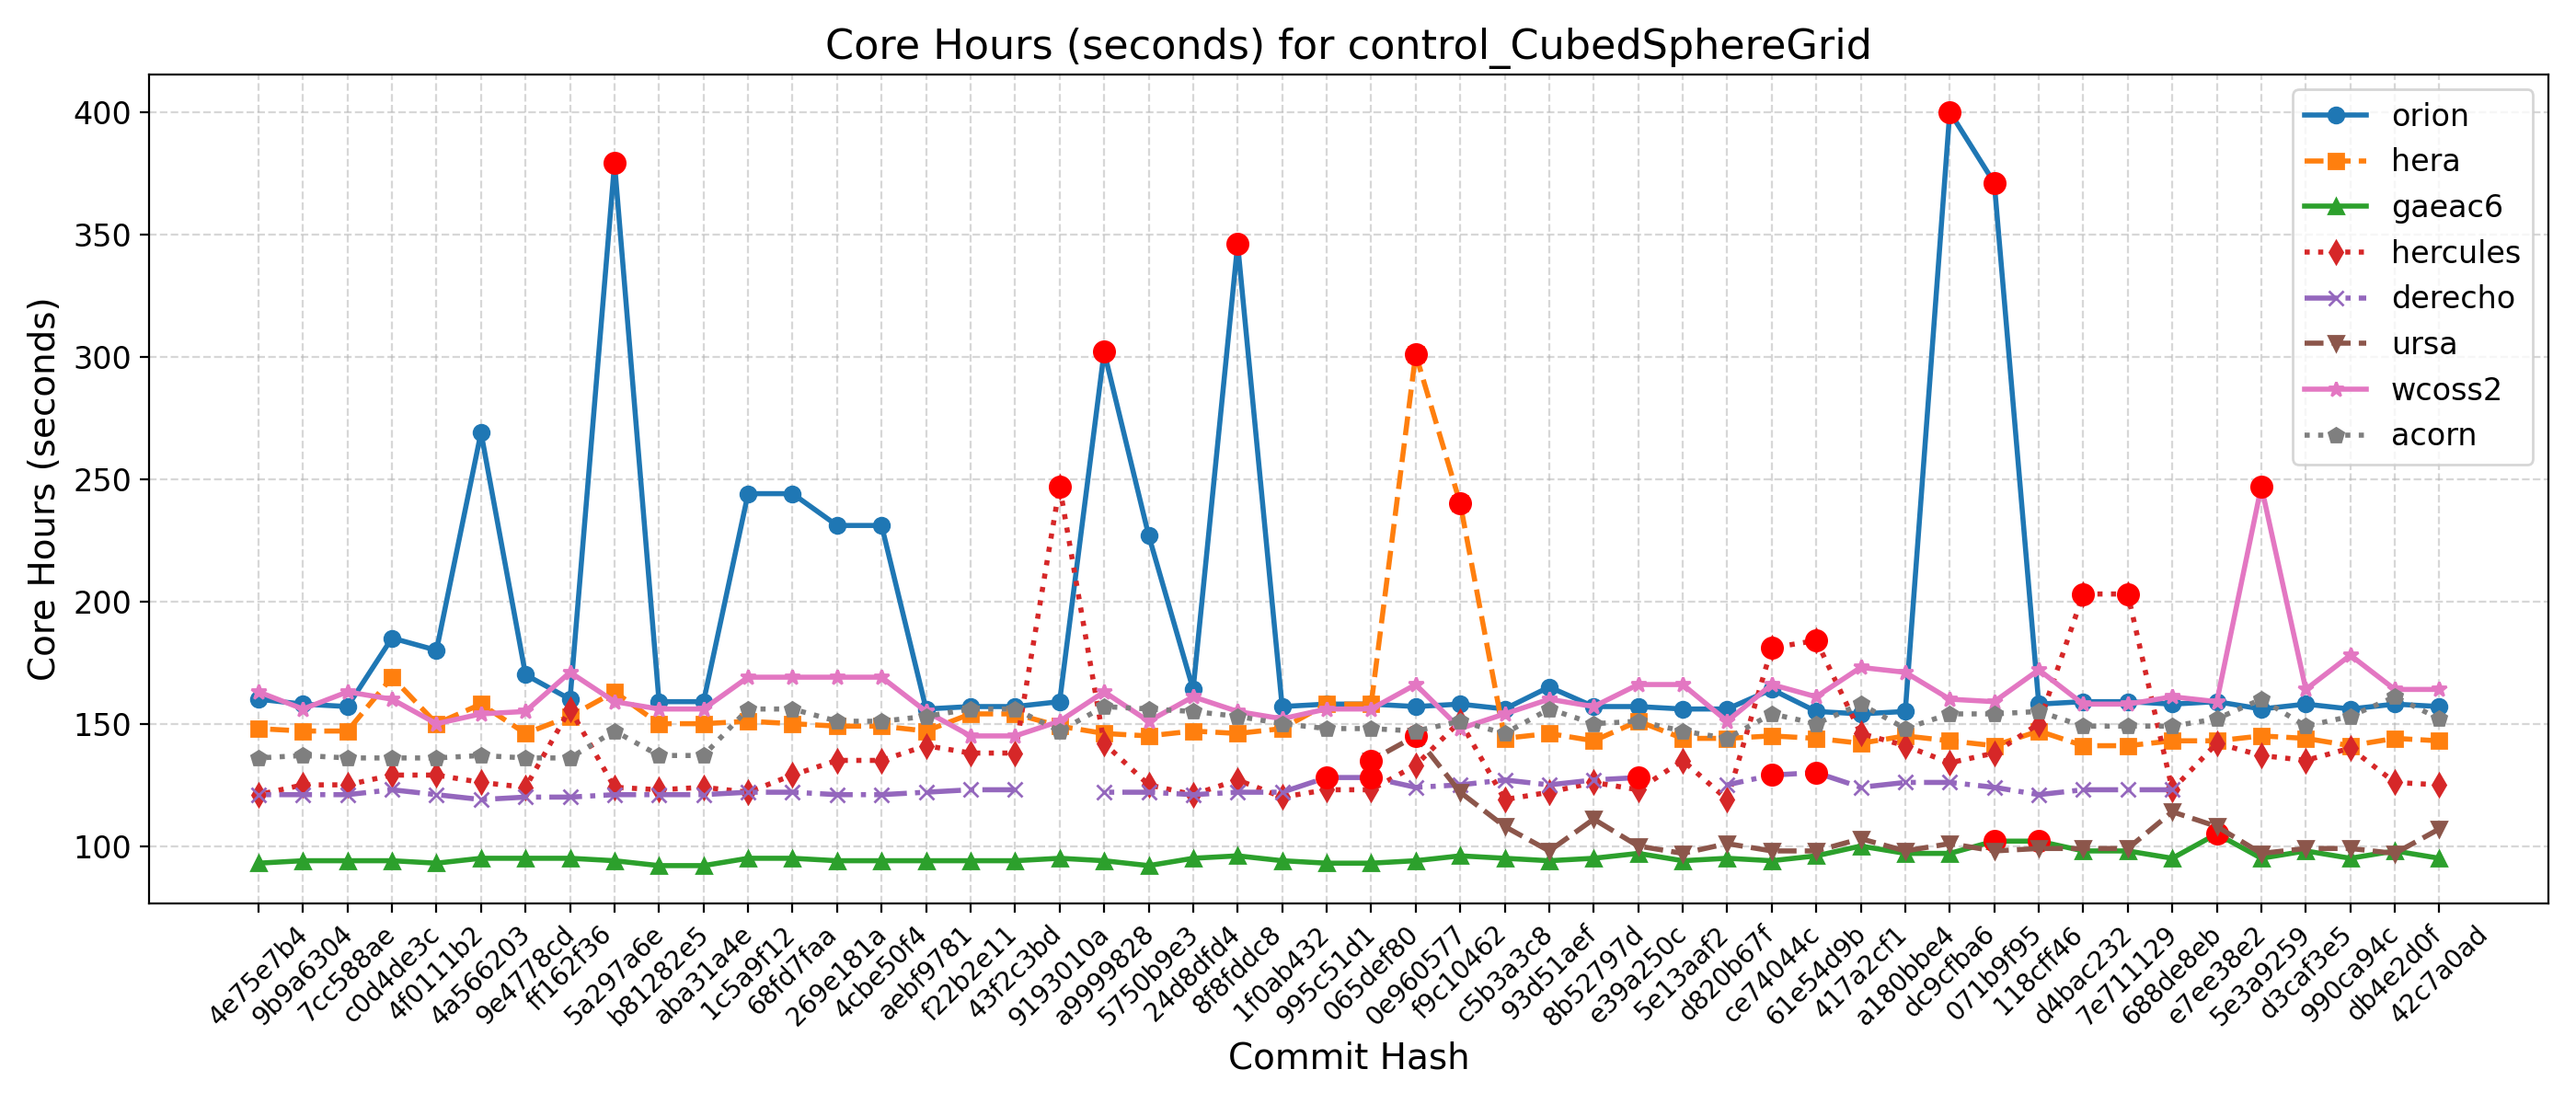 Core Hours (seconds) for control_CubedSphereGrid
Core Hours (seconds)
400
350
300
250
200
150
100
orion
hera
gaeac6
hercules
derecho
ursa
wcoss2
acorn
4e75e7b4
9b9a6304
7cc588ae
c0d4de3c
4f0111b2
4a566203
9e4778cd
ff162f36
5a297a6e
b81282e5
aba31a4e
1c5a9f12
68fd7faa
269e181a
4cbe50f4
aebf9781
f22b2e11
43f2c3bd
9193010a
a9999828
5750b9e3
24d8dfd4
8f8fddc8
1f0ab432
995c51d1
065def80
0e960577
f9c10462
c5b3a3c8
93d51aef
8b52797d
e39a250c
5e13aaf2
d820b67f
ce74044c
61e54d9b
417a2cf1
a180bbe4
dc9cfba6
071b9f95
118cff46
d4bac232
7e711129
688de8eb
e7ee38e2
5e3a9259
d3caf3e5
990ca94c
db4e2d0f
42c7a0ad
Commit Hash